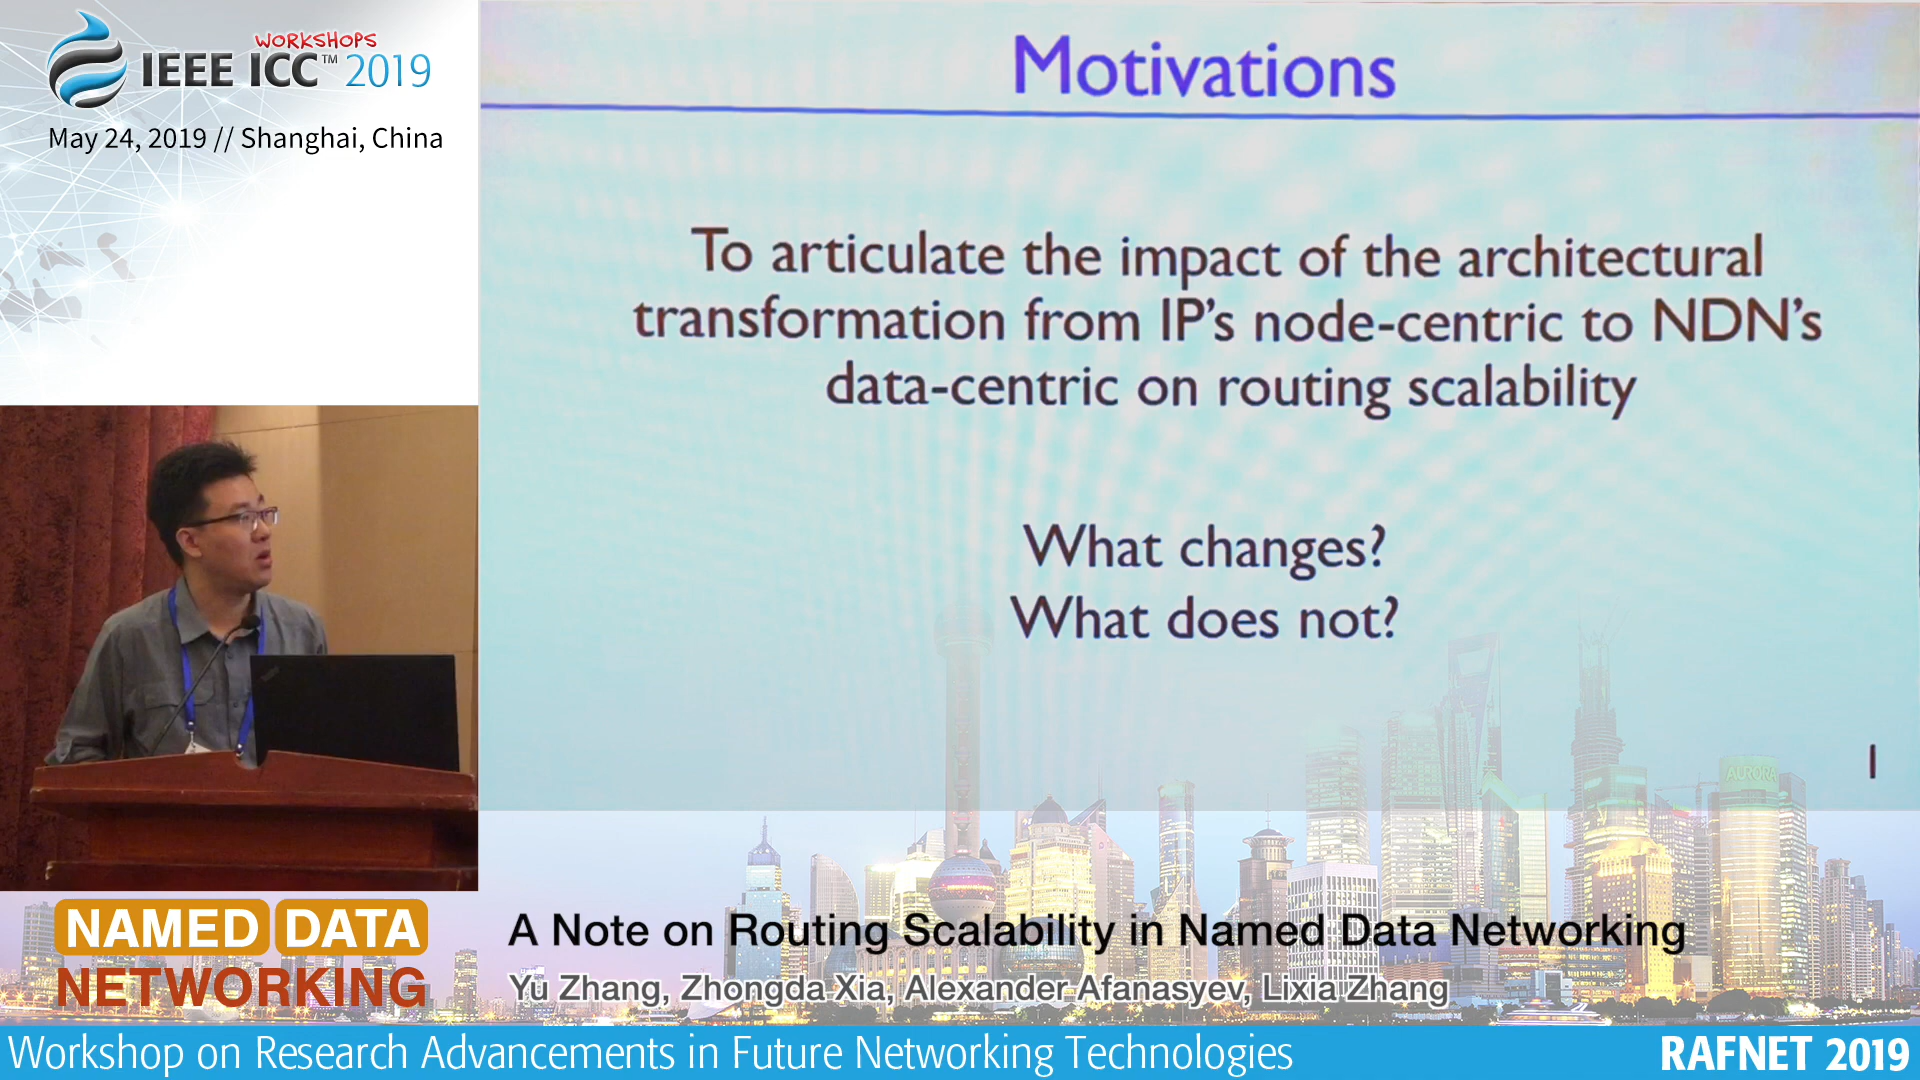 WORKSHOPS
IEEE ICC™ 2019
May 24, 2019 // Shanghai, China
Motivations
To articulate the impact of the architectural
transformation from IP's node-centric to NDN's
data-centric on routing scalability
What changes?
What does not?
1
AURORA
NAMED DATA
NETWORKING
A Note on Routing Scalability in Named Data Networking
Yu Zhang, Zhongda Xia, Alexander Afanasyev, Lixia Zhang
Workshop on Research Advancements in Future Networking Technologies
RAFNET 2019